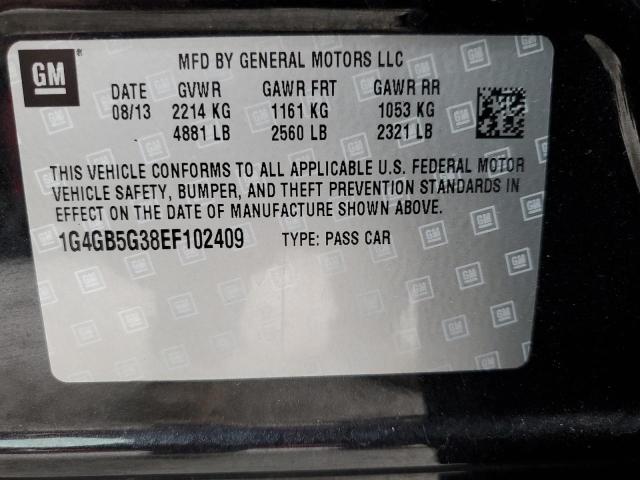 GM MFD BY GENERAL MOTORS LLC
DATE GVWR GAWR FRT GAWR RR
08/13 2214 KG 1161 KG 1053 KG
4881 LB 2560 LB 2321 LB
THIS VEHICLE CONFORMS TO ALL APPLICABLE U.S. FEDERAL MOTOR
VEHICLE SAFETY, BUMPER, AND THEFT PREVENTION STANDARDS IN
EFFECT ON THE DATE OF MANUFACTURE SHOWN ABOVE.
1G4GB5G38EF102409 TYPE: PASS CAR